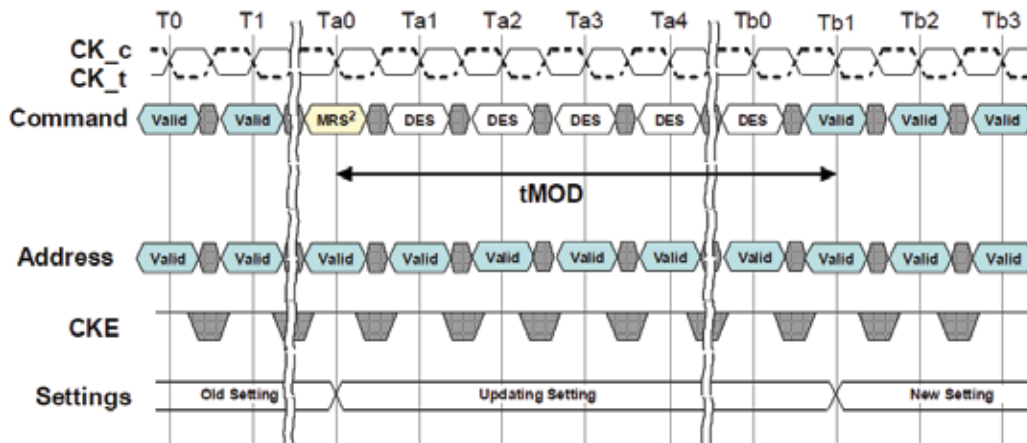 T0 T1 Ta0 Ta1 Ta2 Ta3 Ta4 Tb0 Tb1 Tb2 Tb3
CK_c
CK_t
Command Valid Valid MRS² DES DES DES DES DES Valid Valid Valid
tMOD
Address Valid Valid Valid Valid Valid Valid Valid Valid Valid Valid Valid
CKE
Settings Old Setting Updating Setting New Setting